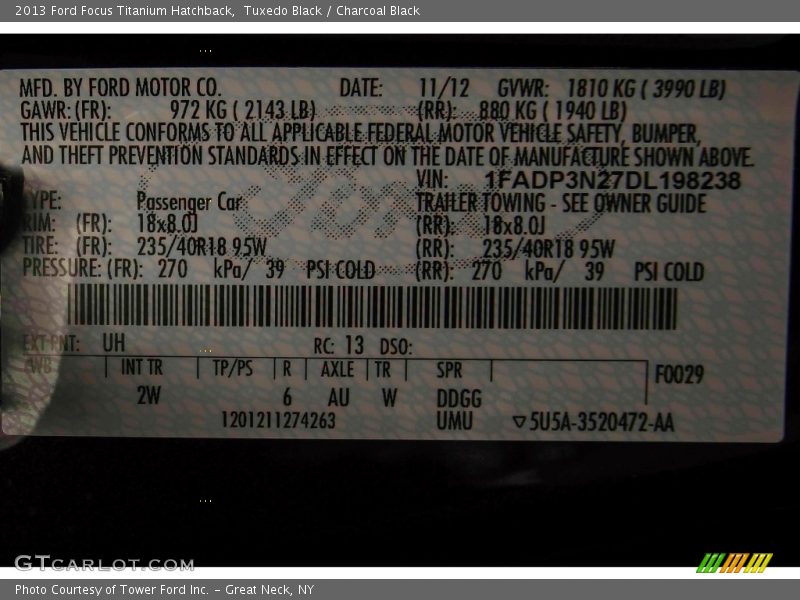 2013 Ford Focus Titanium Hatchback,  Tuxedo Black / Charcoal Black
MFD. BY FORD MOTOR CO. DATE: 11/12 GVWR: 1810 KG ( 3990 LB)
GAWR: (FR): 972 KG ( 2143 LB) (RR): 880 KG ( 1940 LB)
THIS VEHICLE CONFORMS TO ALL APPLICABLE FEDERAL MOTOR VEHICLE SAFETY, BUMPER,
AND THEFT PREVENTION STANDARDS IN EFFECT ON THE DATE OF MANUFACTURE SHOWN ABOVE.
VIN: 1FADP3N27DL198238
TYPE: Passenger Car TRAILER TOWING - SEE OWNER GUIDE
RIM: (FR): 18x8.0J (RR): 18x8.0J
TIRE: (FR): 235/40R18 95W (RR): 235/40R18 95W
PRESSURE: (FR): 270 kPa/ 39 PSI COLD (RR): 270 kPa/ 39 PSI COLD
EXT PNT: UH RC: 13 DSO:
WB INT TR TP/PS R AXLE TR SPR F0029
2W 6 AU W DDGG
1201211274263 UMU ▽5U5A-3520472-AA
GTCARLOT.COM
Photo Courtesy of Tower Ford Inc. – Great Neck, NY